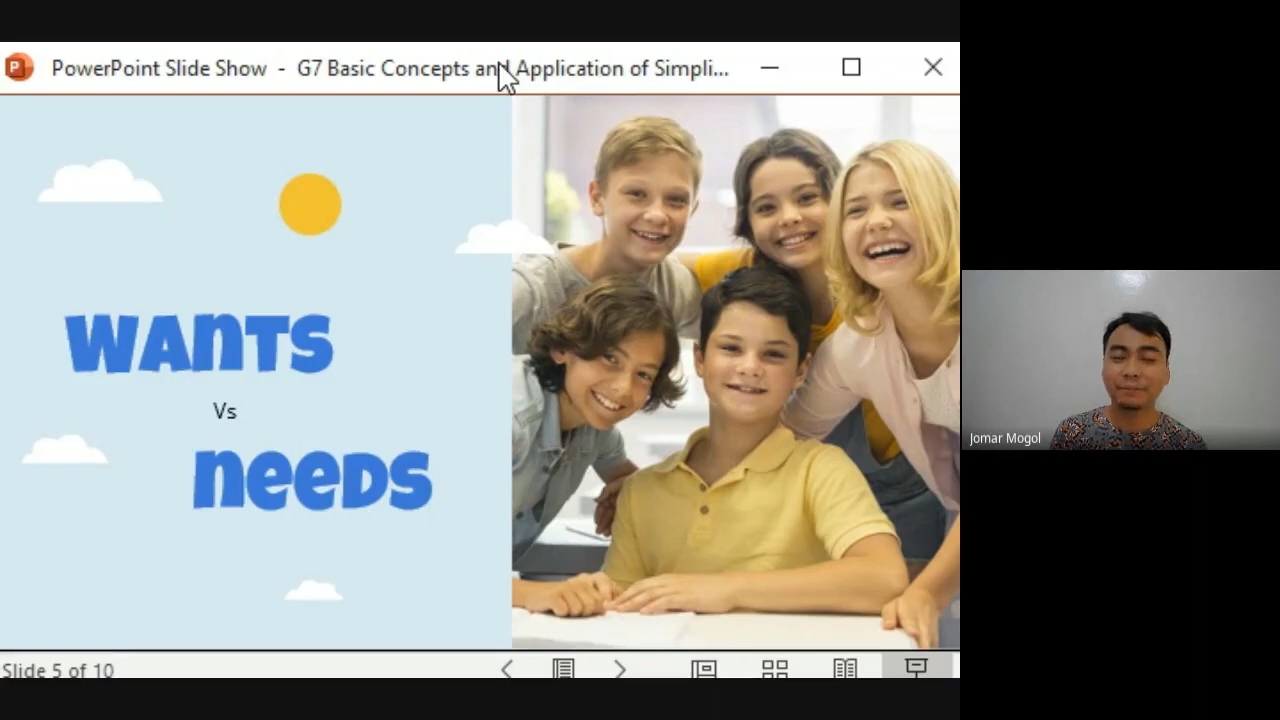 PowerPoint Slide Show - G7 Basic Concepts and Application of Simpli...
WANTS
Vs
NEEDS
Jomar Mogol
Slide 5 of 10